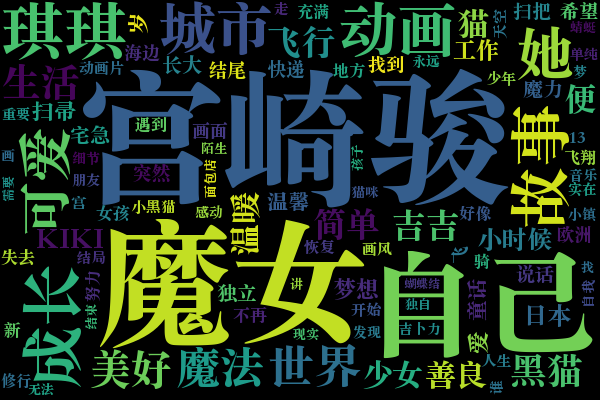 琪琪
岁
城市
走
充满
飞行
动画
猫
天空
扫把
希望
蜻蜓
她
海边
工作
单纯
生活
动画片
长大
结尾
快递
地方
找到
永远
少年
梦
魔力
便
重要
扫帚
宫崎骏
宅急
遇到
画面
陌生
13
故事
画
可爱
细节
朋友
突然
面包店
孩子
飞翔
音乐
实在
需要
宫
女孩
小黑猫
感动
温暖
温馨
猫咪
简单
吉吉
好像
小镇
KIKI
魔女
恢复
画风
自己
飞
小时候
欧洲
失去
结局
成长
努力
独立
讲
梦想
蝴蝶结
骑
说话
找
自我
新
结束
不再
现实
开始
发现
独自
吉卜力
童话
日本
爱
修行
无法
美好
魔法
世界
少女
善良
人生
谁
黑猫